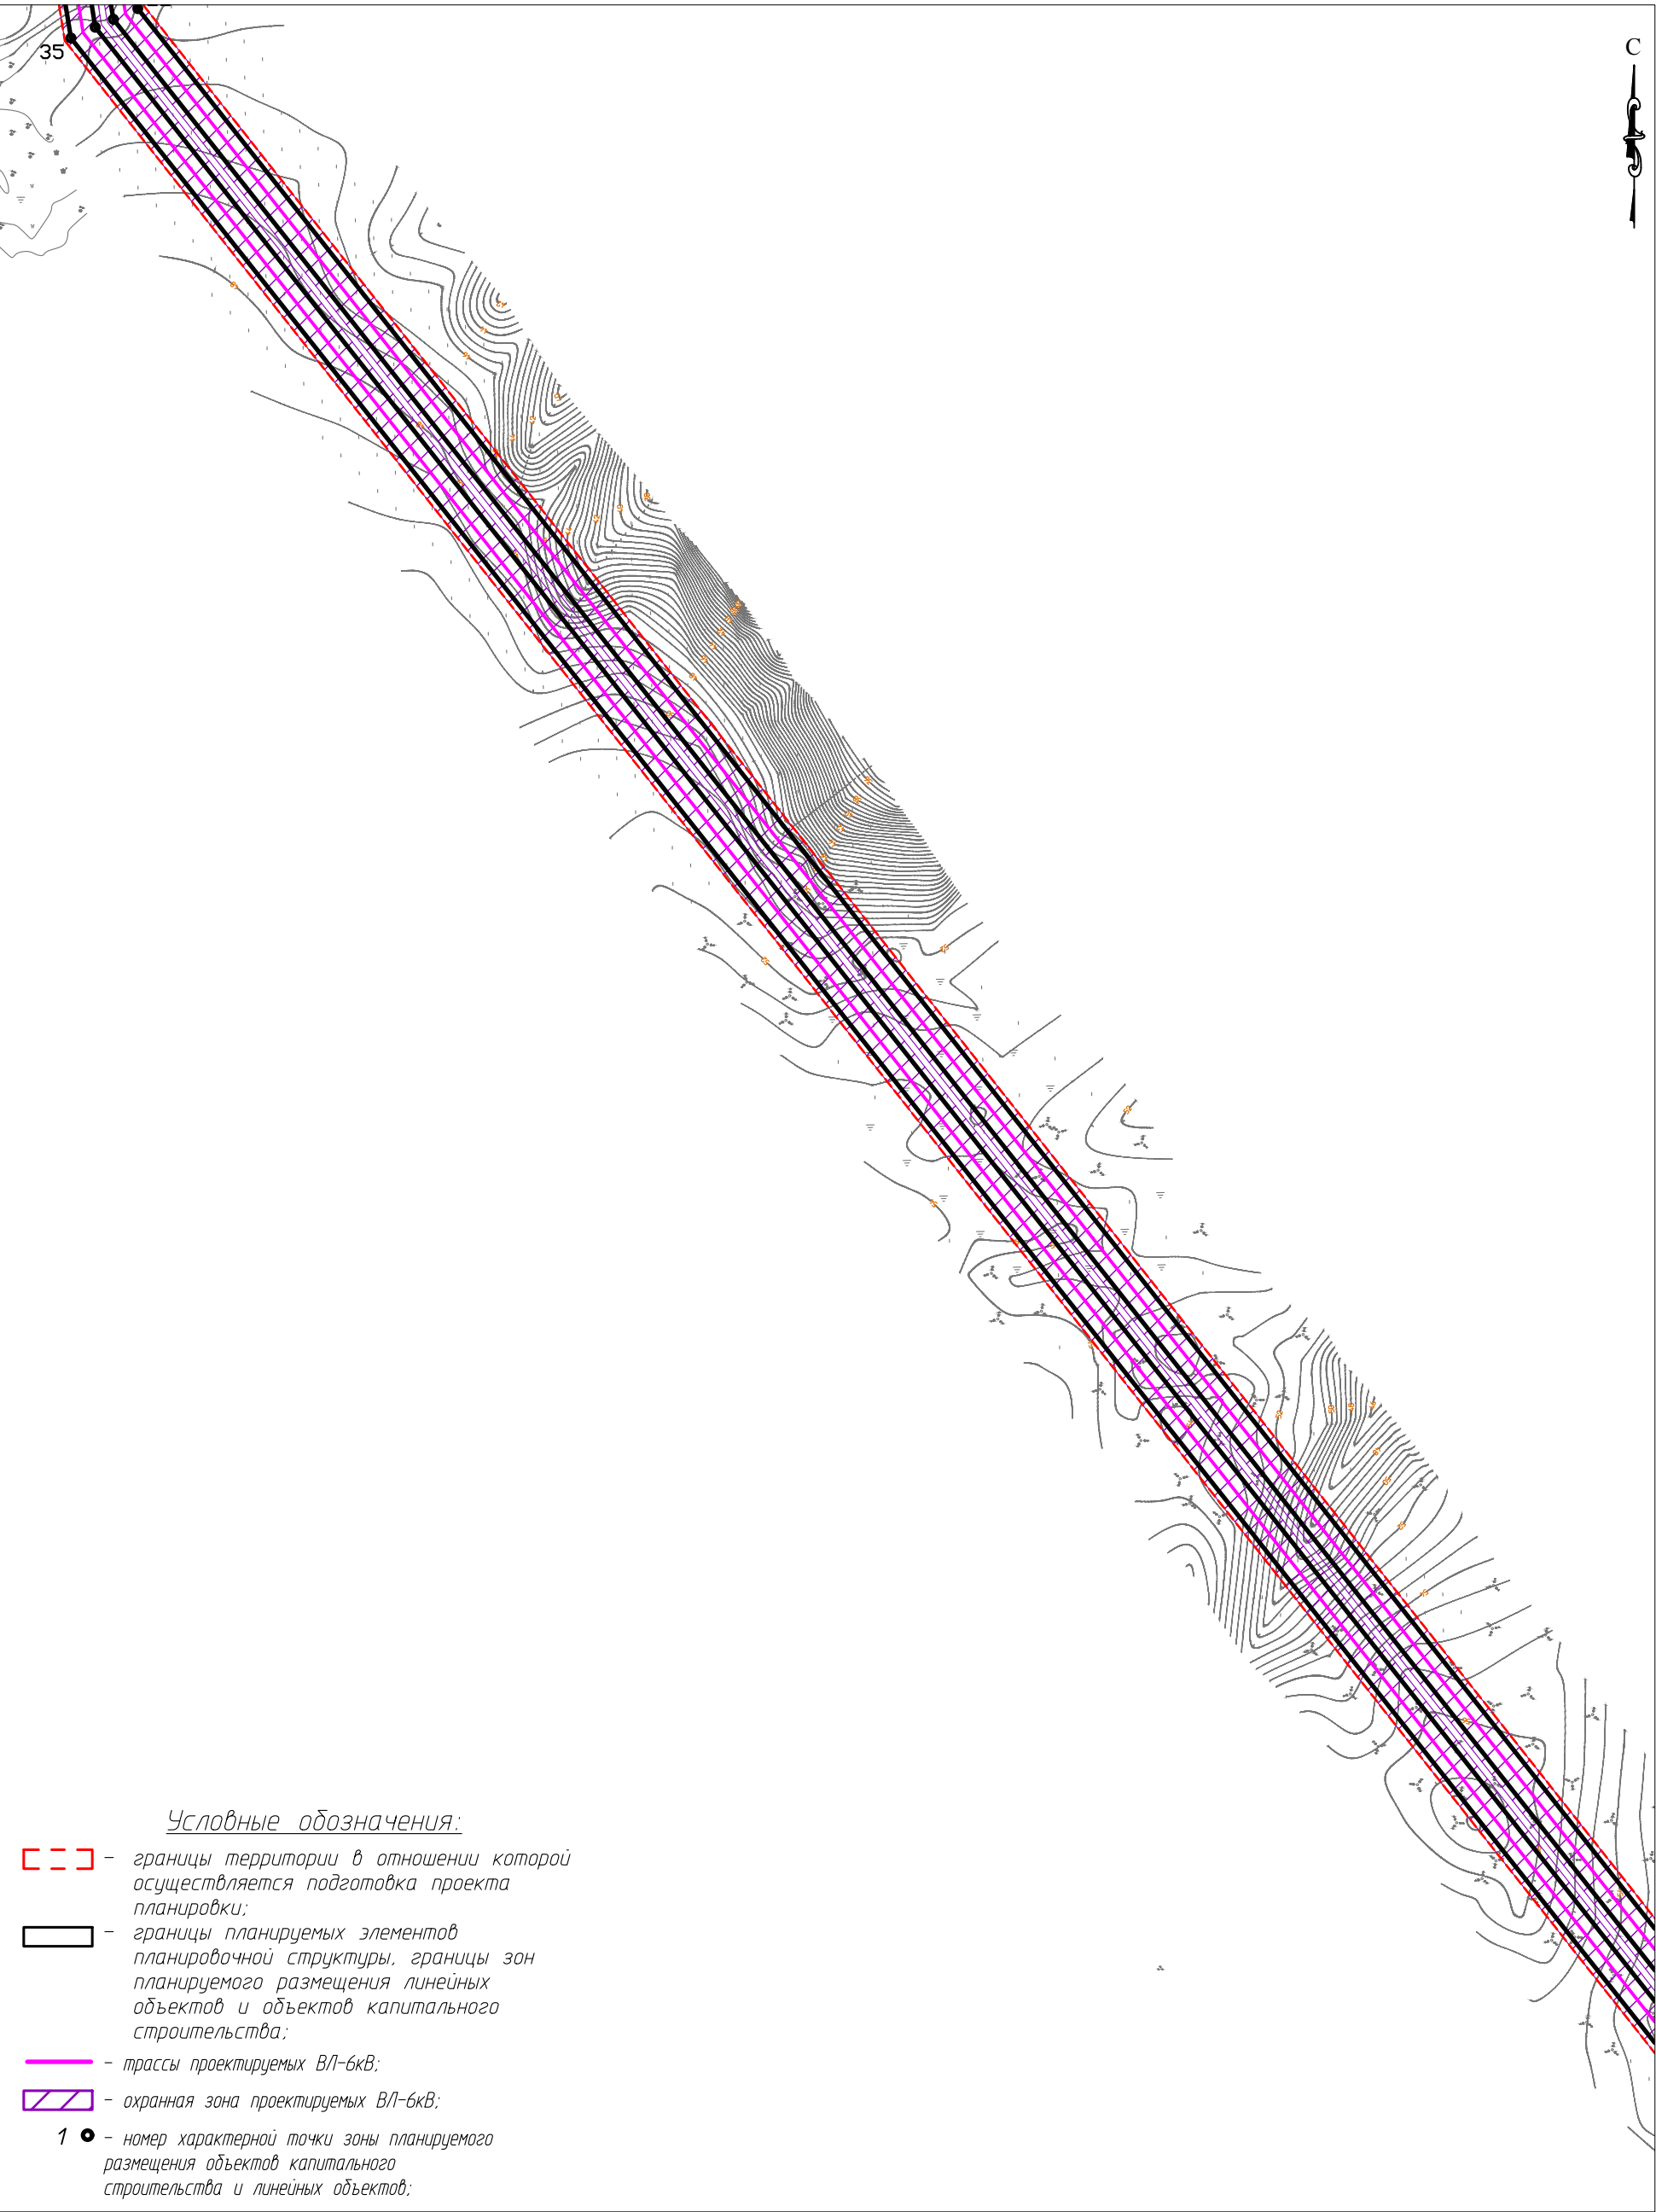 35
С
Условные обозначения:
– границы территории в отношении которой
осуществляется подготовка проекта
планировки;
– границы планируемых элементов
планировочной структуры, границы зон
планируемого размещения линейных
объектов и объектов капитального
строительства;
– трассы проектируемых ВЛ-6кВ;
– охранная зона проектируемых ВЛ-6кВ;
1 – номер характерной точки зоны планируемого
размещения объектов капитального
строительства и линейных объектов;